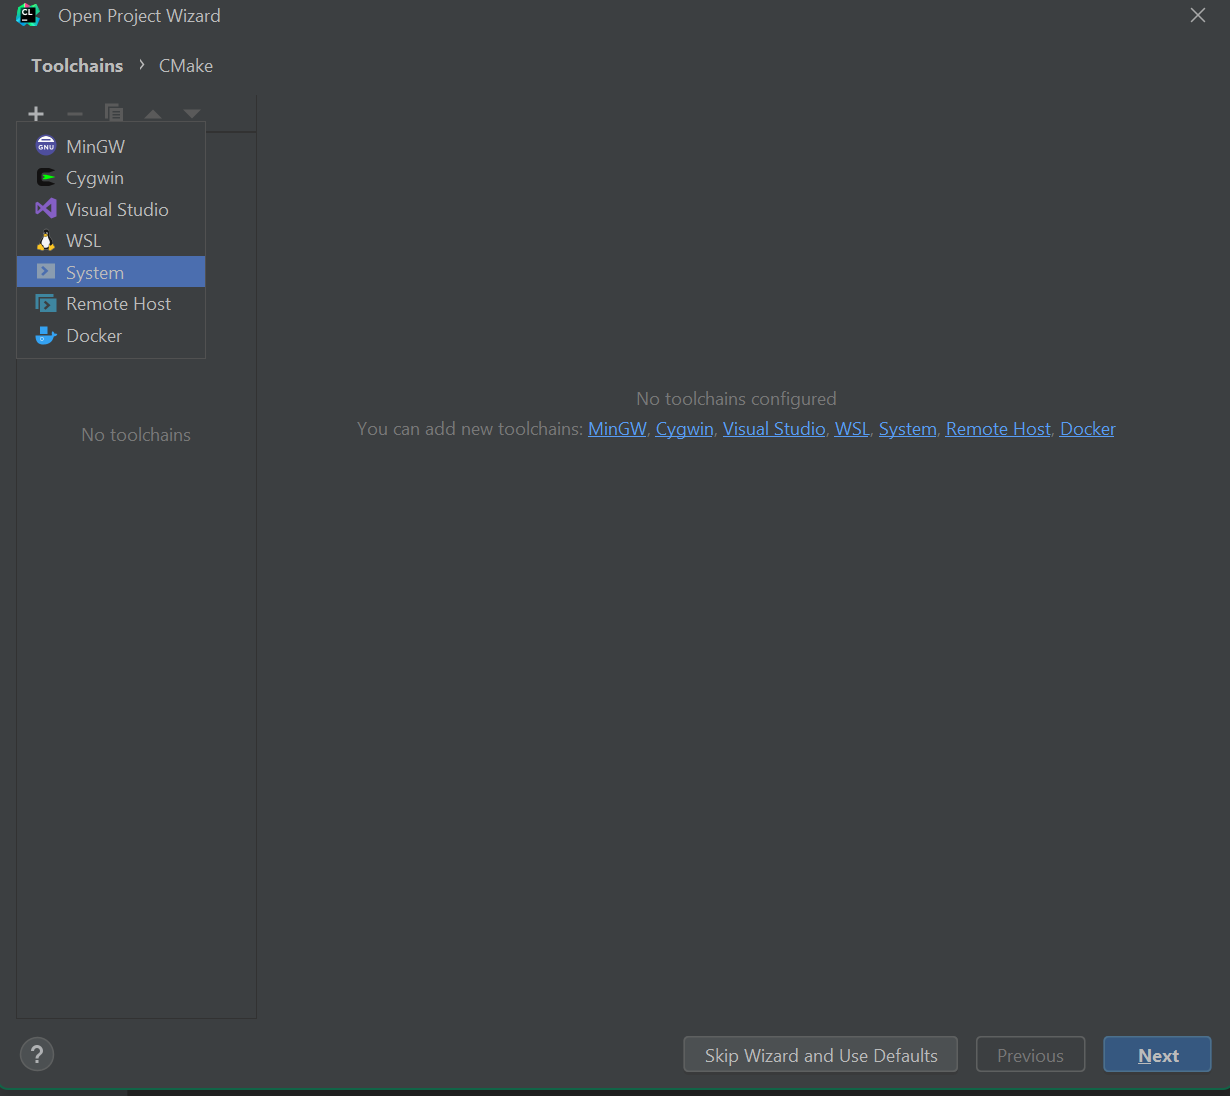 Open Project Wizard
Toolchains › CMake
MinGW
Cygwin
Visual Studio
WSL
System
Remote Host
Docker
No toolchains
No toolchains configured
You can add new toolchains: MinGW, Cygwin, Visual Studio, WSL, System, Remote Host, Docker
? Skip Wizard and Use Defaults Previous Next